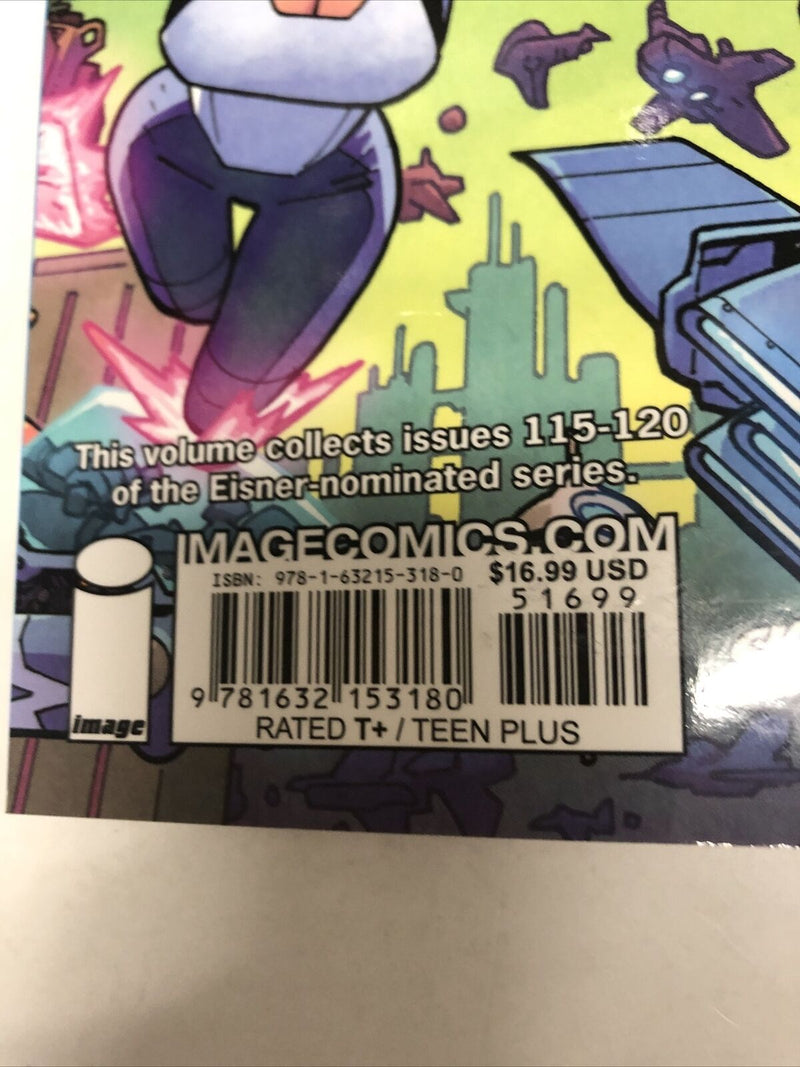 This volume collects issues 115-120
of the Eisner-nominated series.
IMAGECOMICS.COM
ISBN: 978-1-63215-318-0 $16.99 USD
51699
9 781632 153180
image
RATED T+ / TEEN PLUS